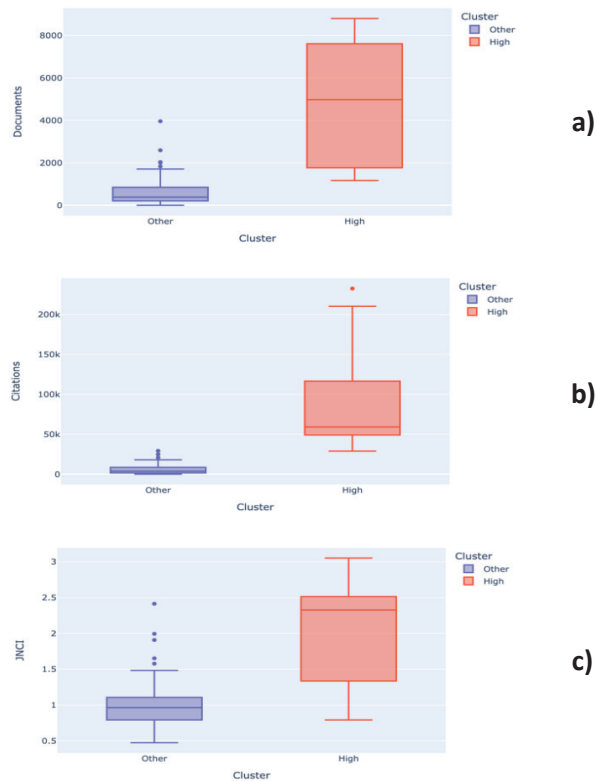 Cluster
Other
High
8000
6000
4000
2000
0
Documents
Other
High
Cluster
a)
Cluster
Other
High
200k
150k
100k
50k
0
Citations
Other
High
Cluster
b)
Cluster
Other
High
3
2.5
2
1.5
1
0.5
JNCI
Other
High
Cluster
c)